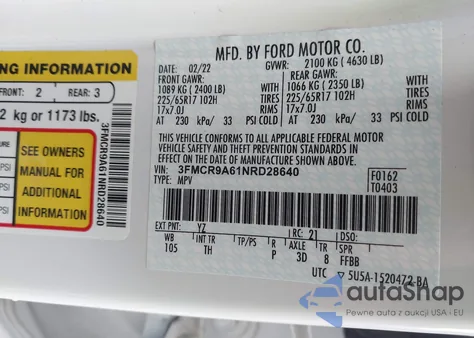 NG INFORMATION
FRONT: 2 REAR: 3
2 kg or 1173 lbs.
SEE OWNERS
MANUAL FOR
ADDITIONAL
INFORMATION
PSI
PSI
PSI
3FMCR9A61NRD28640
MFD. BY FORD MOTOR CO.
02/22 GVWR: 2100 KG ( 4630 LB)
FRONT GAWR: REAR GAWR:
1089 KG ( 2400 LB) 1066 KG ( 2350 LB)
225/65R17 102H TIRES 225/65R17 102H TIRES
17x7.0J RIMS 17x7.0J RIMS
AT 230 kPa/ 33 PSI COLD AT 230 kPa/ 33 PSI COLD
THIS VEHICLE CONFORMS TO ALL APPLICABLE FEDERAL MOTOR
VEHICLE SAFETY AND THEFT PREVENTION STANDARDS IN EFFECT
ON THE DATE OF MANUFACTURE SHOWN ABOVE.
VIN: 3FMCR9A61NRD28640 F0162
TYPE: MPV T0403
EXT PNT: YZ RC: 21 DSO:
WB INT TR TP/PS R AXLE TR SPR
105 TH P 3D 8 FFBB
UTC 5U5A-1520472-BA
autaShap
Pewne auta z aukcji USA - EU